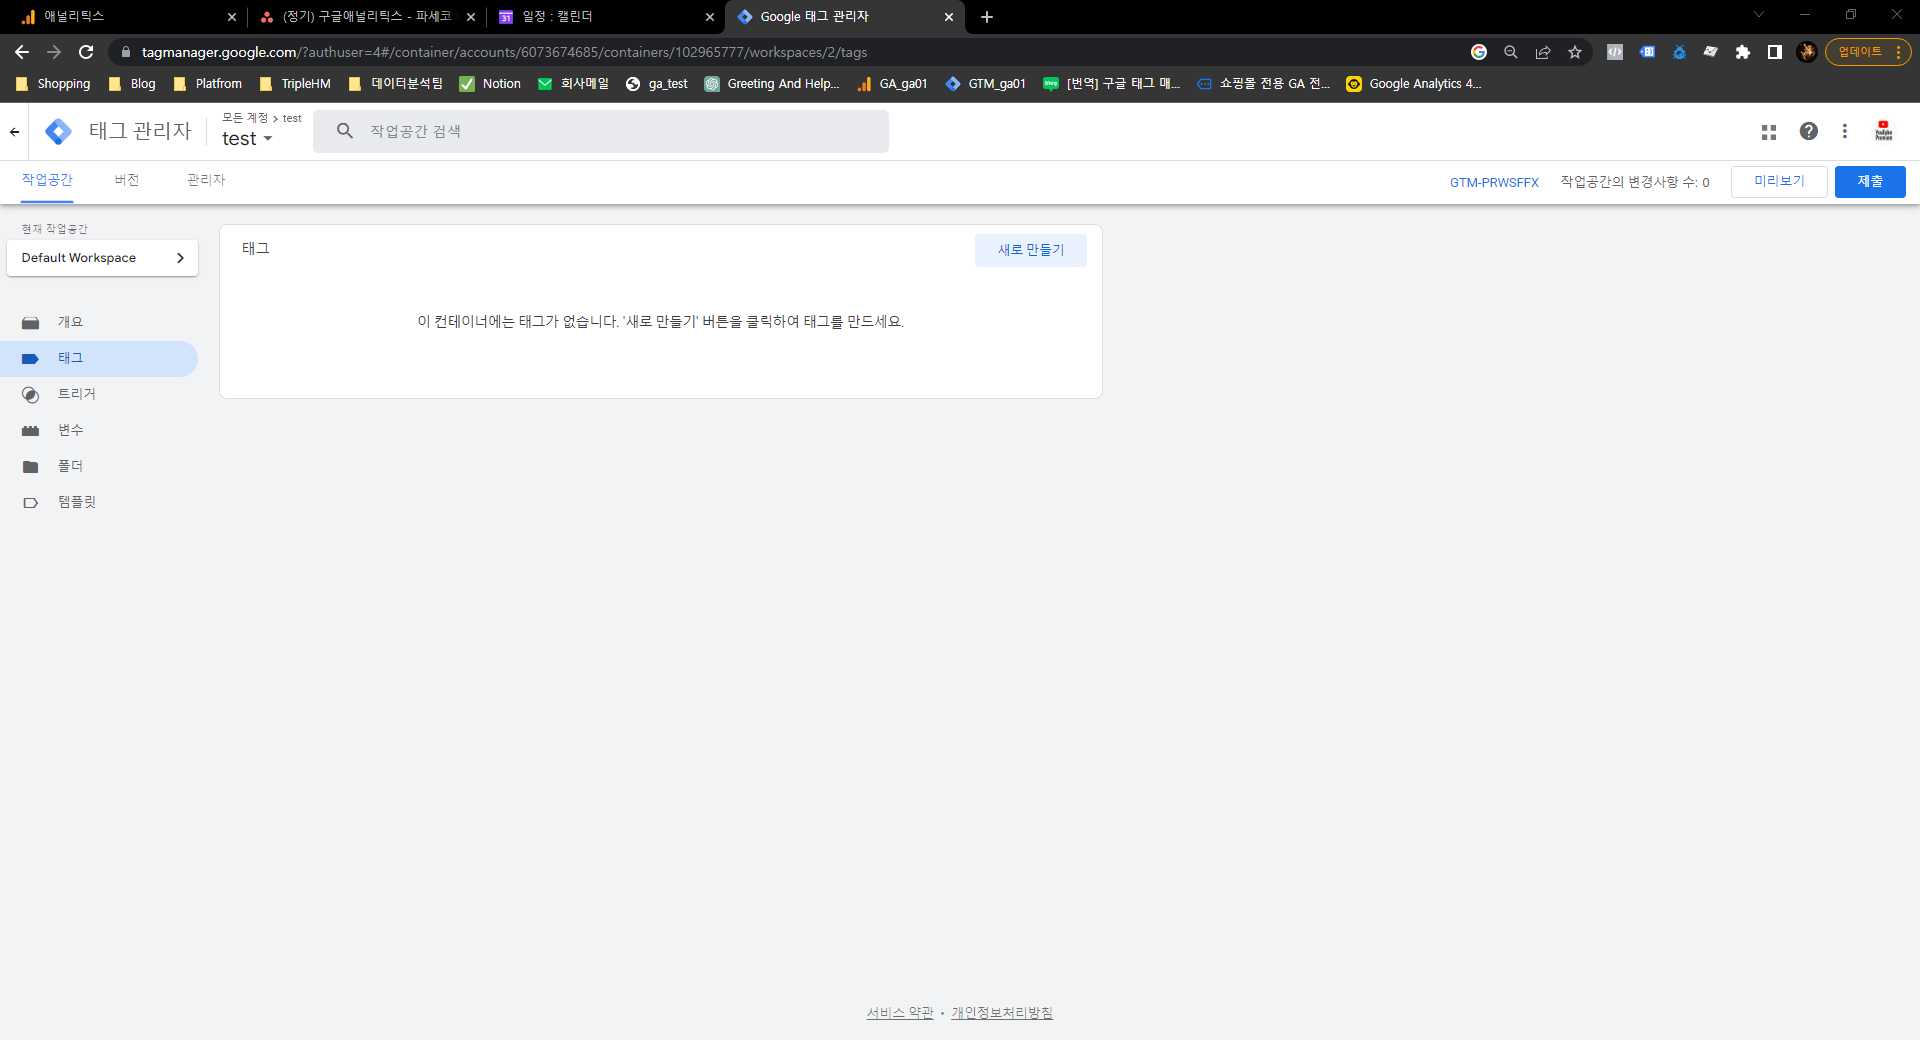 애널리틱스
(정기) 구글애널리틱스 - 파세코
31
일정 : 캘린더
Google 태그 관리자
tagmanager.google.com/?authuser=4#/container/accounts/6073674685/containers/102965777/workspaces/2/tags
업데이트
Shopping
Blog
Platfrom
TripleHM
데이터분석팀
Notion
회사메일
ga_test
Greeting And Help...
GA_ga01
GTM_ga01
[번역] 구글 태그 매...
쇼핑몰 전용 GA 전...
Google Analytics 4...
태그 관리자
모든 계정 > test
test
작업공간 검색
YouTube
Premium
작업공간
버전
관리자
GTM-PRWSFFX
작업공간의 변경사항 수: 0
미리보기
제출
현재 작업공간
Default Workspace
개요
태그
트리거
변수
폴더
템플릿
태그
새로 만들기
이 컨테이너에는 태그가 없습니다. '새로 만들기' 버튼을 클릭하여 태그를 만드세요.
서비스 약관 • 개인정보처리방침